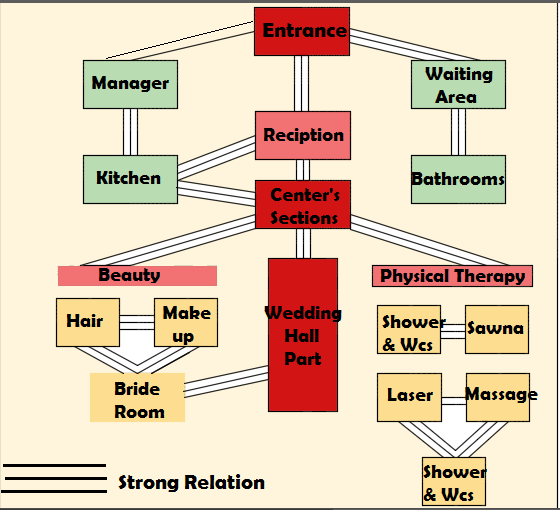 Entrance
Manager
Waiting
Area
Reciption
Kitchen
Bathrooms
Center's
Sections
Beauty
Physical Therapy
Hair
Make
up
Wedding
Hall
Part
Shower
& Wcs
Sawna
Bride
Room
Laser
Massage
Shower
& Wcs
Strong Relation